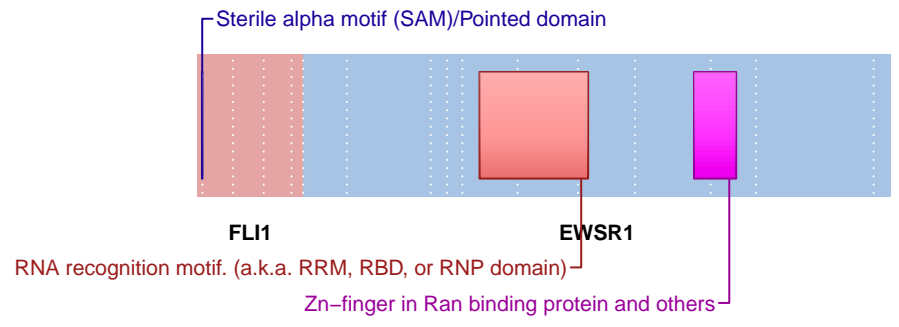 Sterile alpha motif (SAM)/Pointed domain
FLI1
EWSR1
RNA recognition motif. (a.k.a. RRM, RBD, or RNP domain)
Zn−finger in Ran binding protein and others